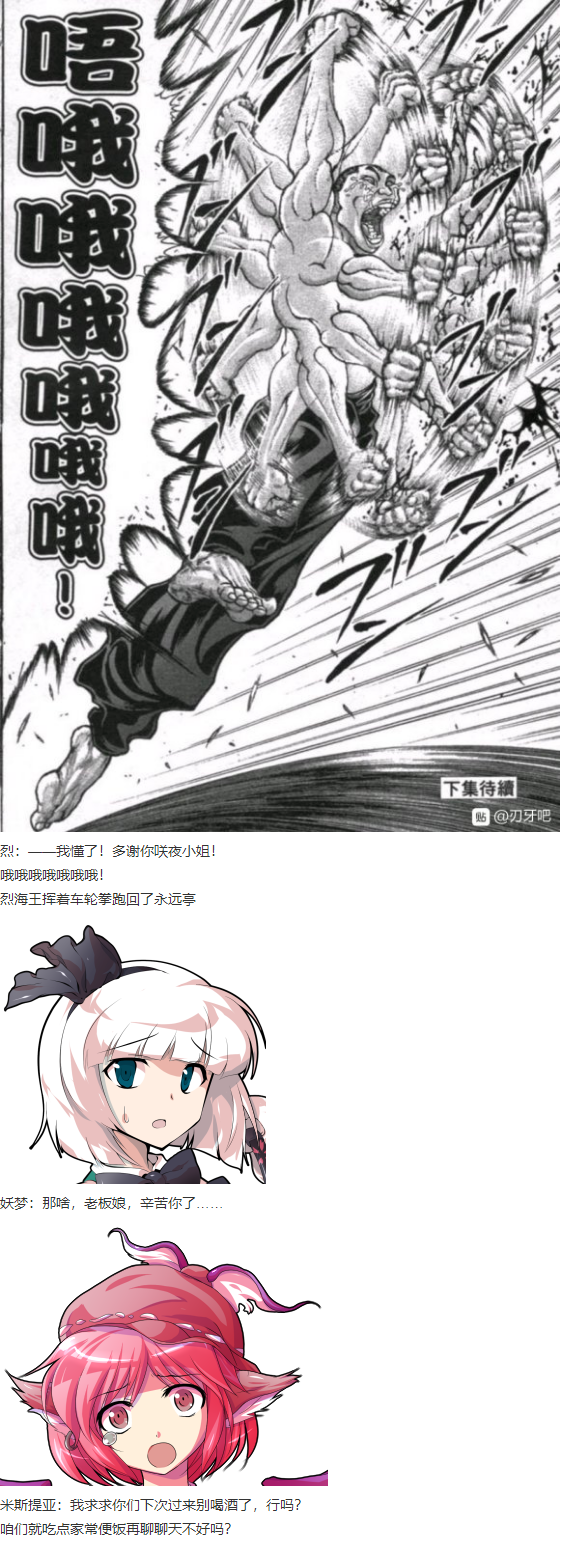 唔哦哦哦哦哦哦！
下集待續
贴 @刃牙吧
烈：——我懂了！多谢你咲夜小姐！
哦哦哦哦哦哦哦！
烈海王挥着车轮拳跑回了永远亭
妖梦：那啥，老板娘，辛苦你了……
米斯提亚：我求求你们下次过来别喝酒了，行吗？
咱们就吃点家常便饭再聊聊天不好吗？